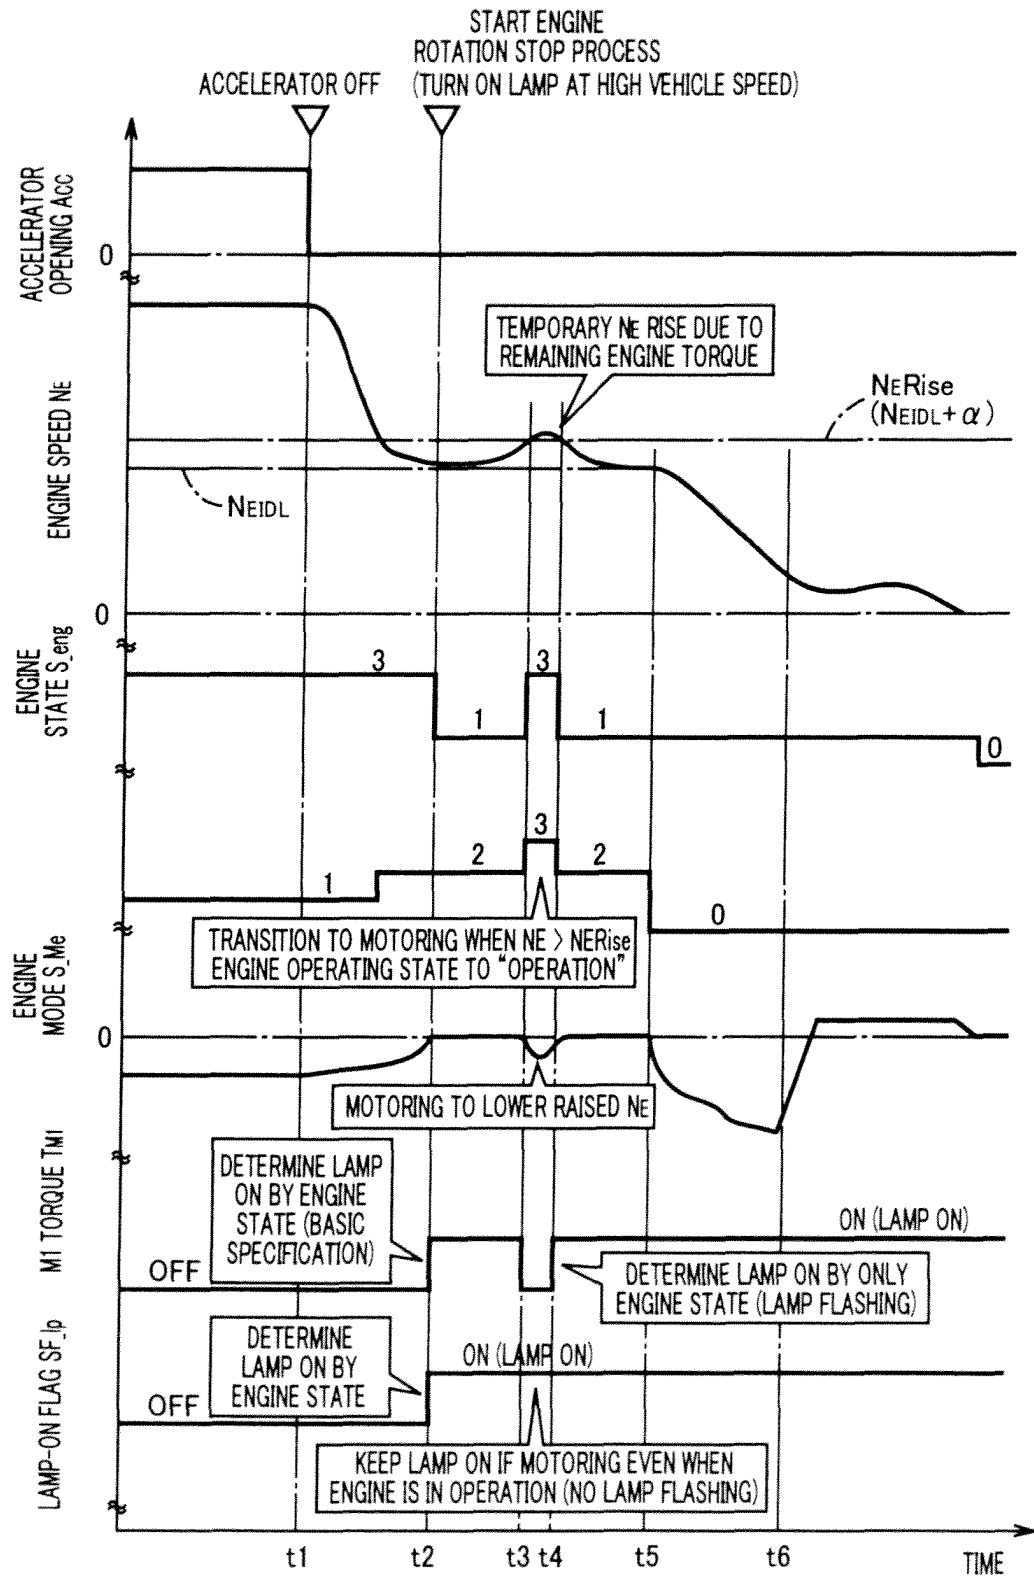 START ENGINE
ROTATION STOP PROCESS
ACCELERATOR OFF
(TURN ON LAMP AT HIGH VEHICLE SPEED)
ACCELERATOR
OPENING ACC
0
TEMPORARY NE RISE DUE TO
REMAINING ENGINE TORQUE
NERise
(NEIDL+ α)
ENGINE SPEED NE
NEIDL
0
ENGINE
STATE S_eng
3
1
3
1
0
ENGINE
MODE S_Me
1
2
3
2
0
TRANSITION TO MOTORING WHEN NE > NERise
ENGINE OPERATING STATE TO “OPERATION”
0
MOTORING TO LOWER RAISED NE
M1 TORQUE TM1
DETERMINE LAMP
ON BY ENGINE
STATE (BASIC
SPECIFICATION)
OFF
ON (LAMP ON)
DETERMINE LAMP ON BY ONLY
ENGINE STATE (LAMP FLASHING)
LAMP-ON FLAG SF_lp
DETERMINE
LAMP ON BY
ENGINE STATE
OFF
ON (LAMP ON)
KEEP LAMP ON IF MOTORING EVEN WHEN
ENGINE IS IN OPERATION (NO LAMP FLASHING)
t1 t2 t3 t4 t5 t6 TIME